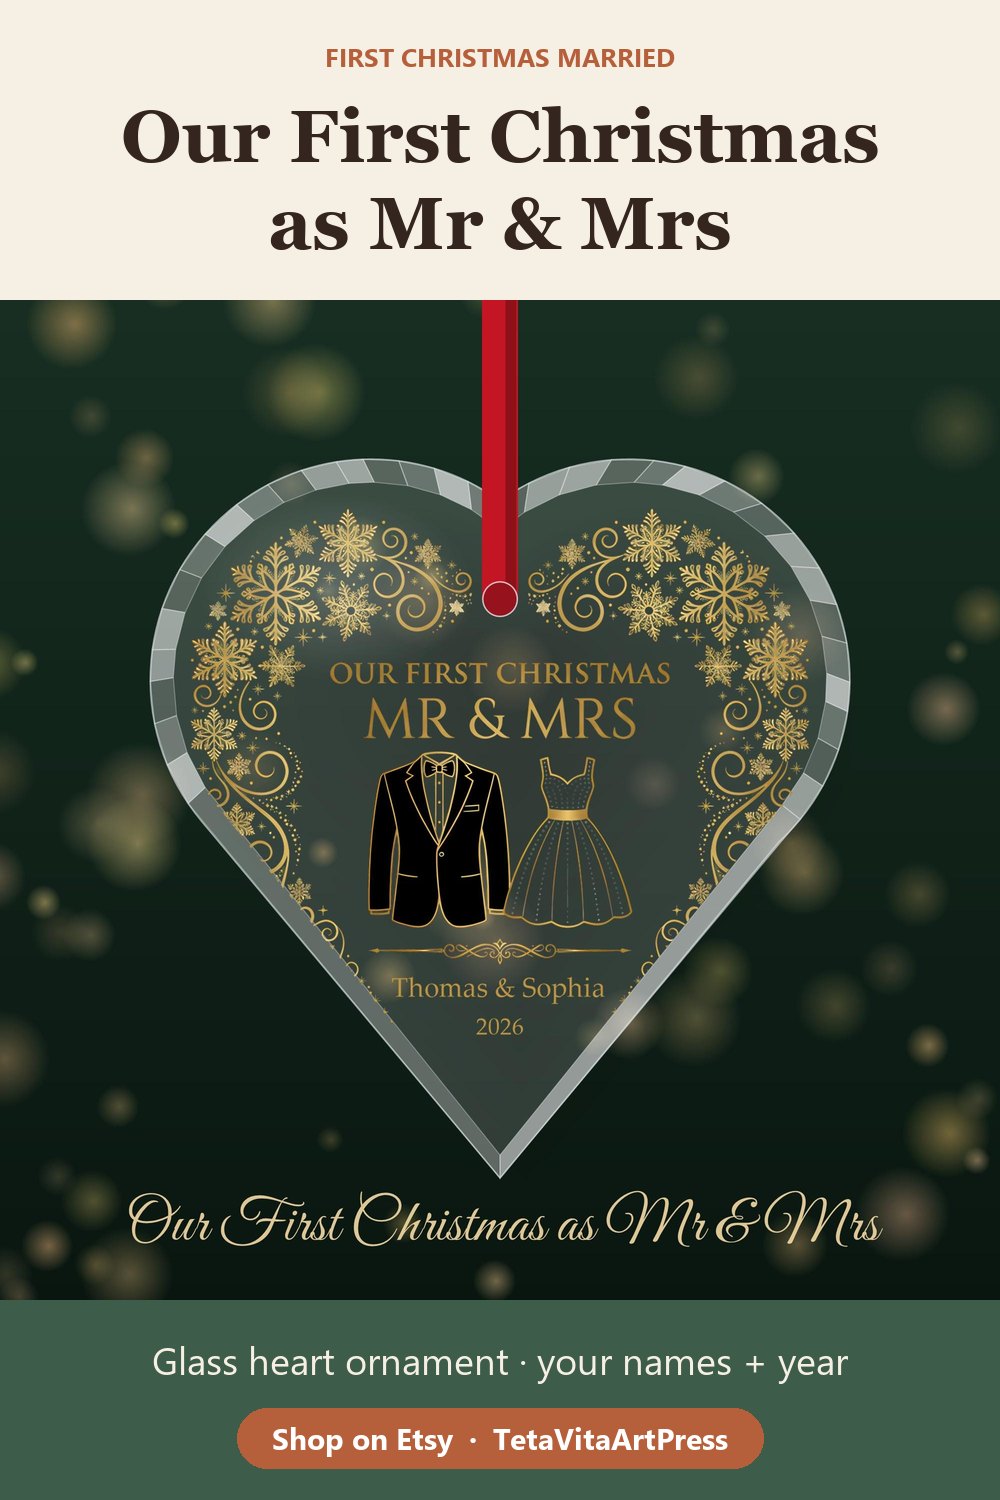 FIRST CHRISTMAS MARRIED
Our First Christmas
as Mr & Mrs
OUR FIRST CHRISTMAS
MR & MRS
Thomas & Sophia
2026
Our First Christmas as Mr & Mrs
Glass heart ornament · your names + year
Shop on Etsy · TetaVitaArtPress